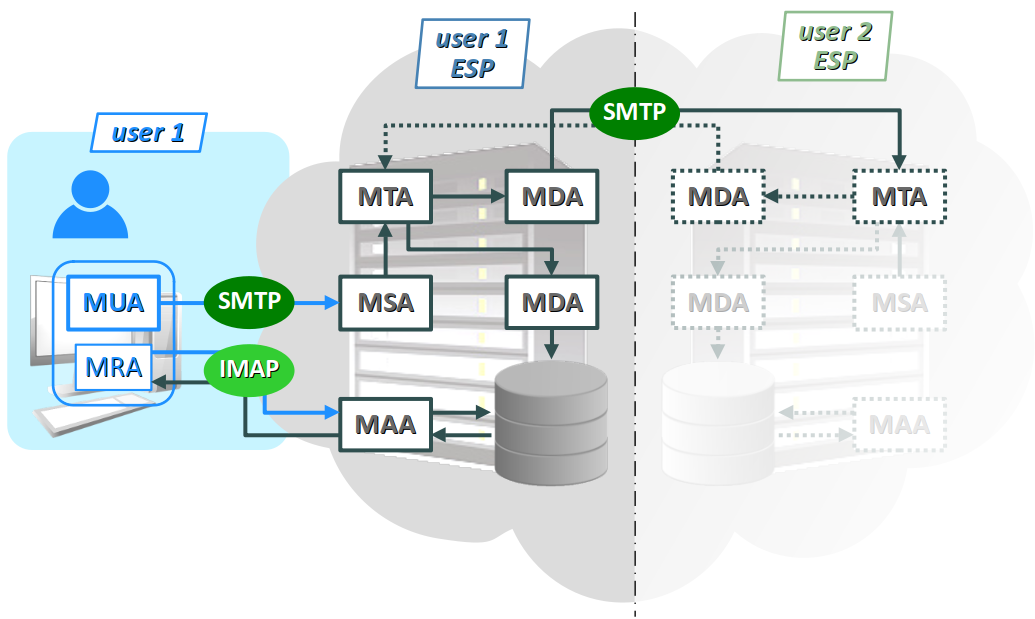 user 1
ESP
user 2
ESP
user 1
SMTP
MTA
MDA
MDA
MTA
MUA
SMTP
MSA
MDA
MDA
MSA
MRA
IMAP
MAA
MAA